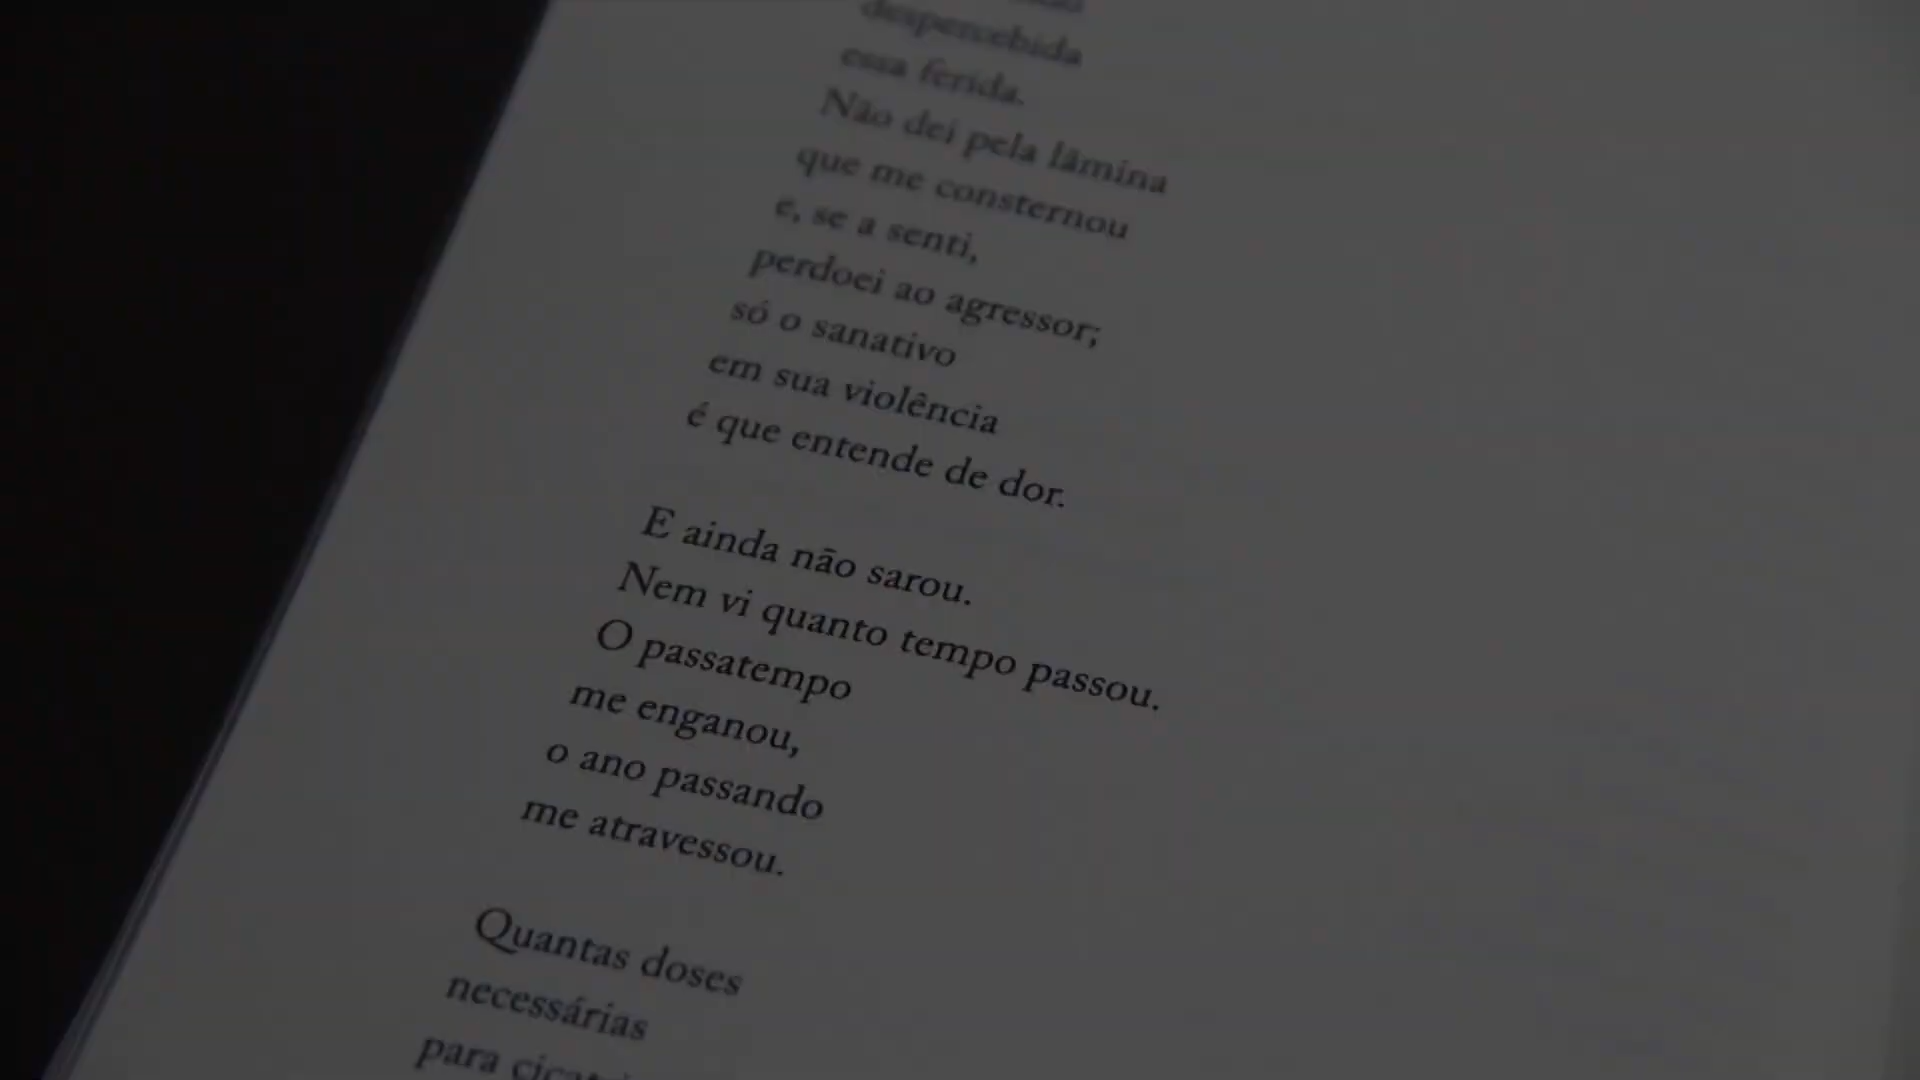 despercebida
essa ferida.
Não dei pela lâmina
que me consternou
e, se a senti,
perdoei ao agressor;
só o sanativo
em sua violência
é que entende de dor.
E ainda não sarou.
Nem vi quanto tempo passou.
O passatempo
me enganou,
o ano passando
me atravessou.
Quantas doses
necessárias
para